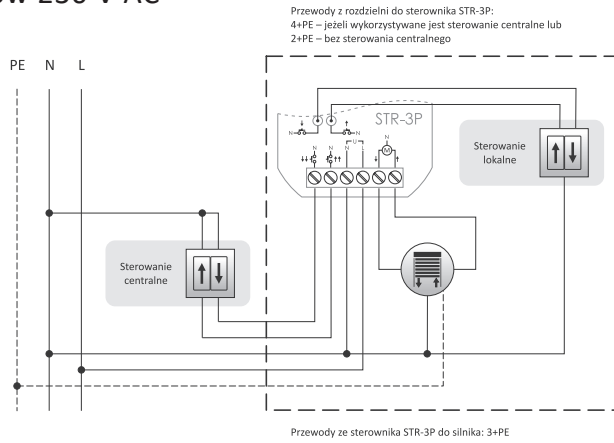 ów 230 V AC
Przewody z rozdzielni do sterownika STR-3P:
4+PE – jeżeli wykorzystywane jest sterowanie centralne lub
2+PE – bez sterowania centralnego
PE N L
STR-3P
N N
N
N N N U L
M
Sterowanie
lokalne
Sterowanie
centralne
Przewody ze sterownika STR-3P do silnika: 3+PE